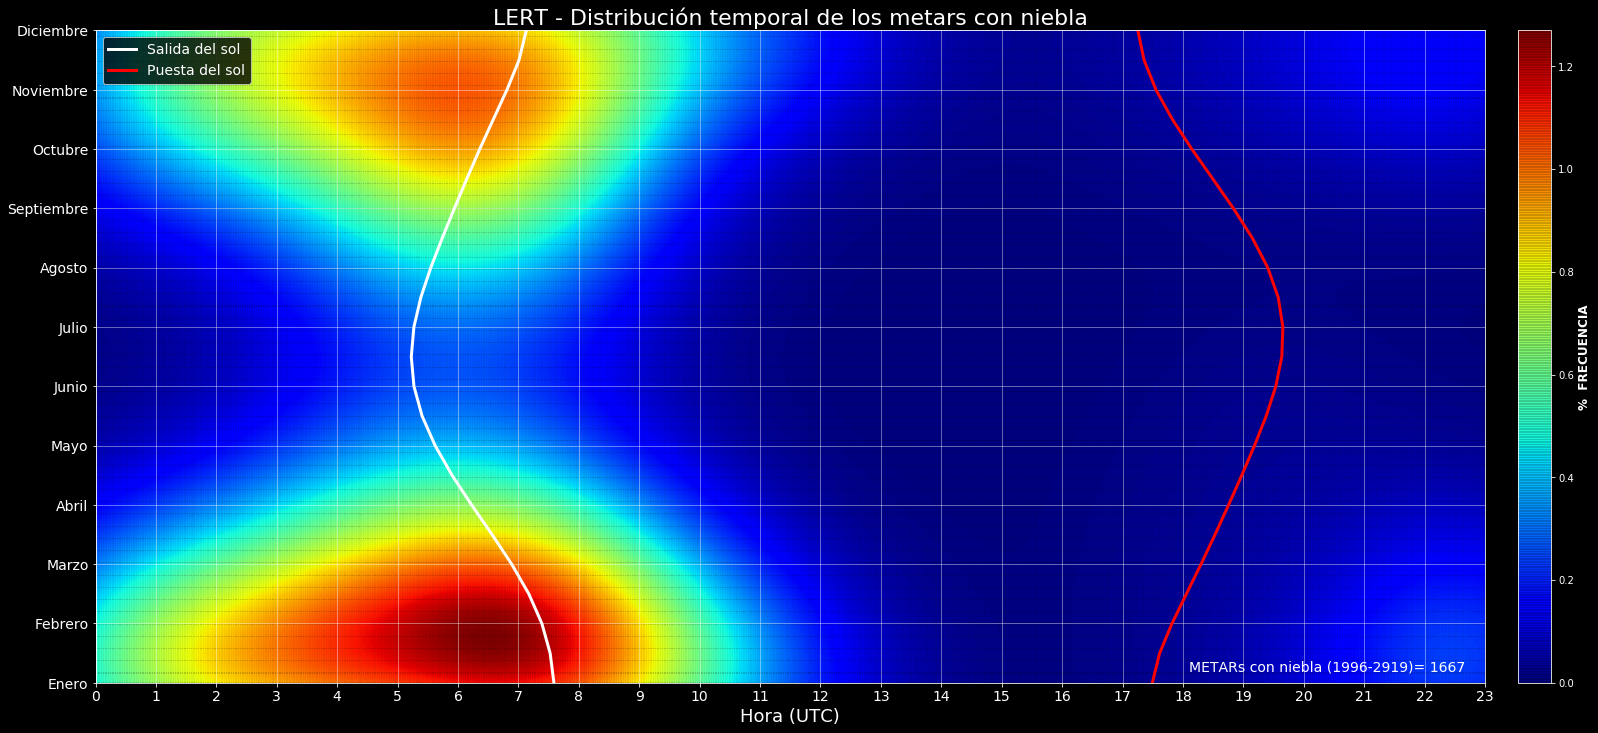 LERT - Distribución temporal de los metars con niebla
Salida del sol
Puesta del sol
Diciembre
Noviembre
Octubre
Septiembre
Agosto
Julio
Junio
Mayo
Abril
Marzo
Febrero
Enero
METARs con niebla (1996-2919)= 1667
0 1 2 3 4 5 6 7 8 9 10 11 12 13 14 15 16 17 18 19 20 21 22 23
Hora (UTC)
1.2
1.0
0.8
0.6
0.4
0.2
0.0
% FRECUENCIA